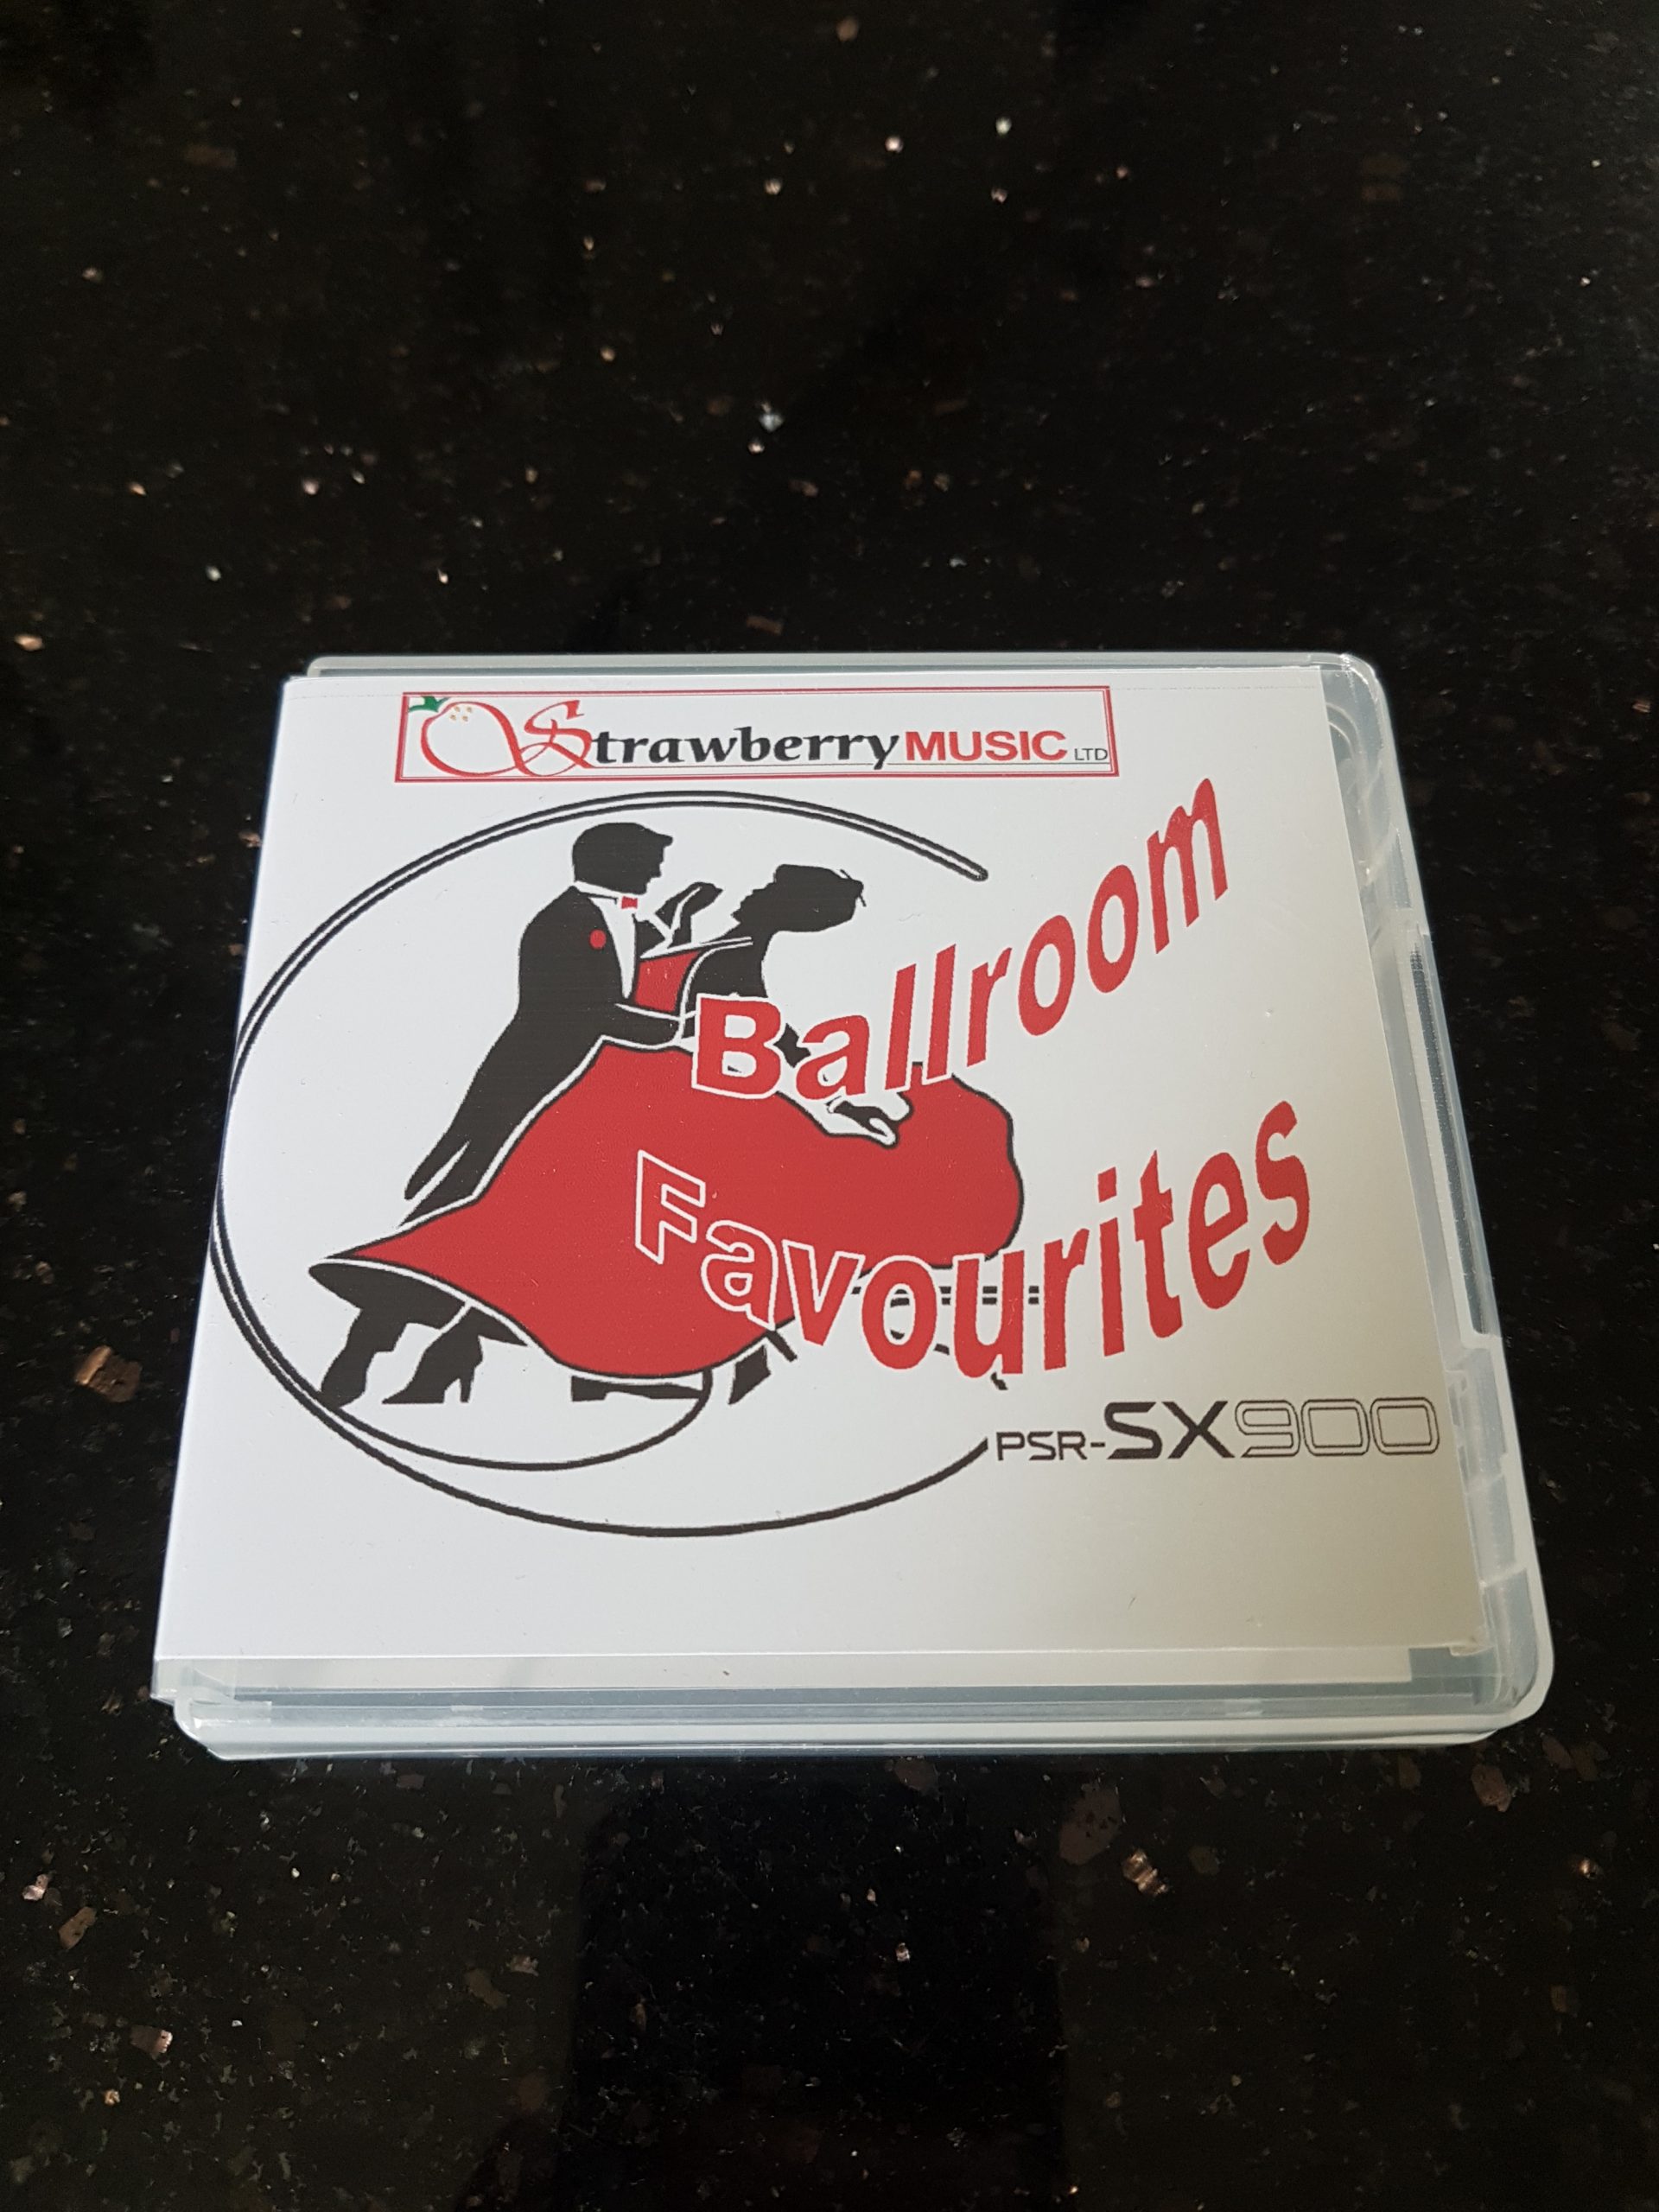 Strawberry MUSIC LTD
Ballroom
Favourites
PSR-SX900